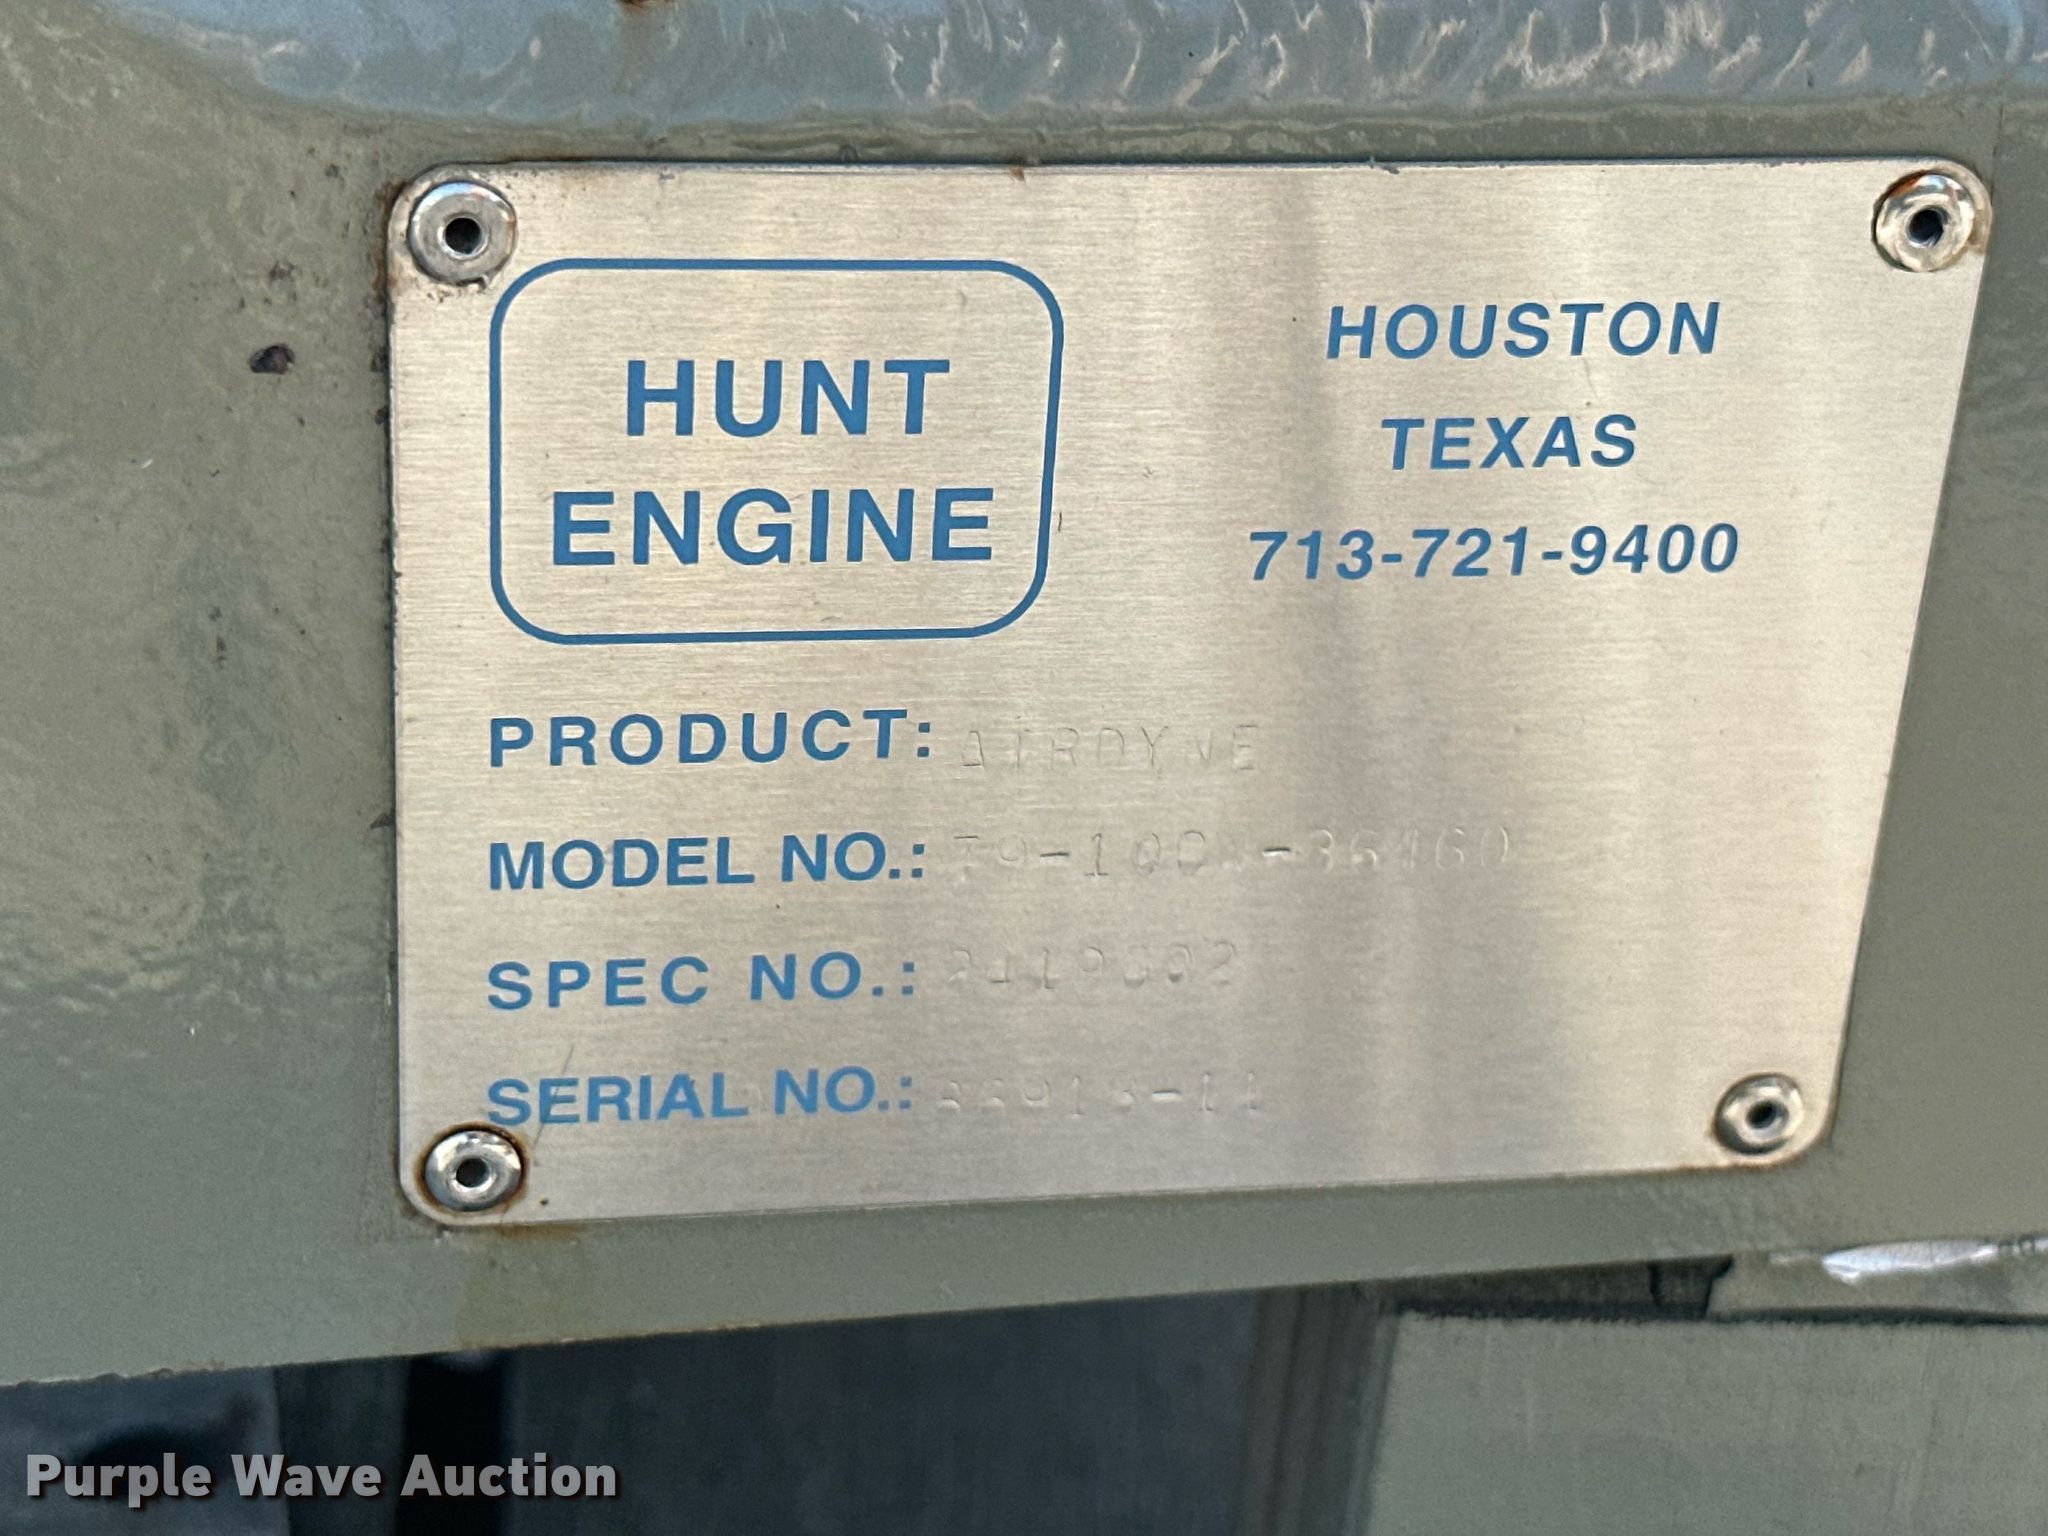 HUNT
ENGINE
HOUSTON
TEXAS
713-721-9400
PRODUCT: AIRDYNE
MODEL NO.:
SPEC NO.:
SERIAL NO.:
Purple Wave Auction